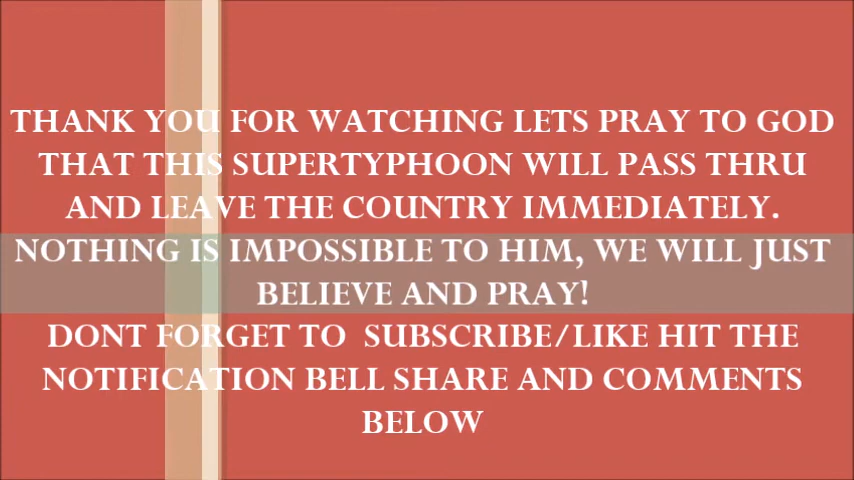 THANK YOU FOR WATCHING LETS PRAY TO GOD
THAT THIS SUPERTYPHOON WILL PASS THRU
AND LEAVE THE COUNTRY IMMEDIATELY.
NOTHING IS IMPOSSIBLE TO HIM, WE WILL JUST
BELIEVE AND PRAY!
DONT FORGET TO SUBSCRIBE/LIKE HIT THE
NOTIFICATION BELL SHARE AND COMMENTS
BELOW